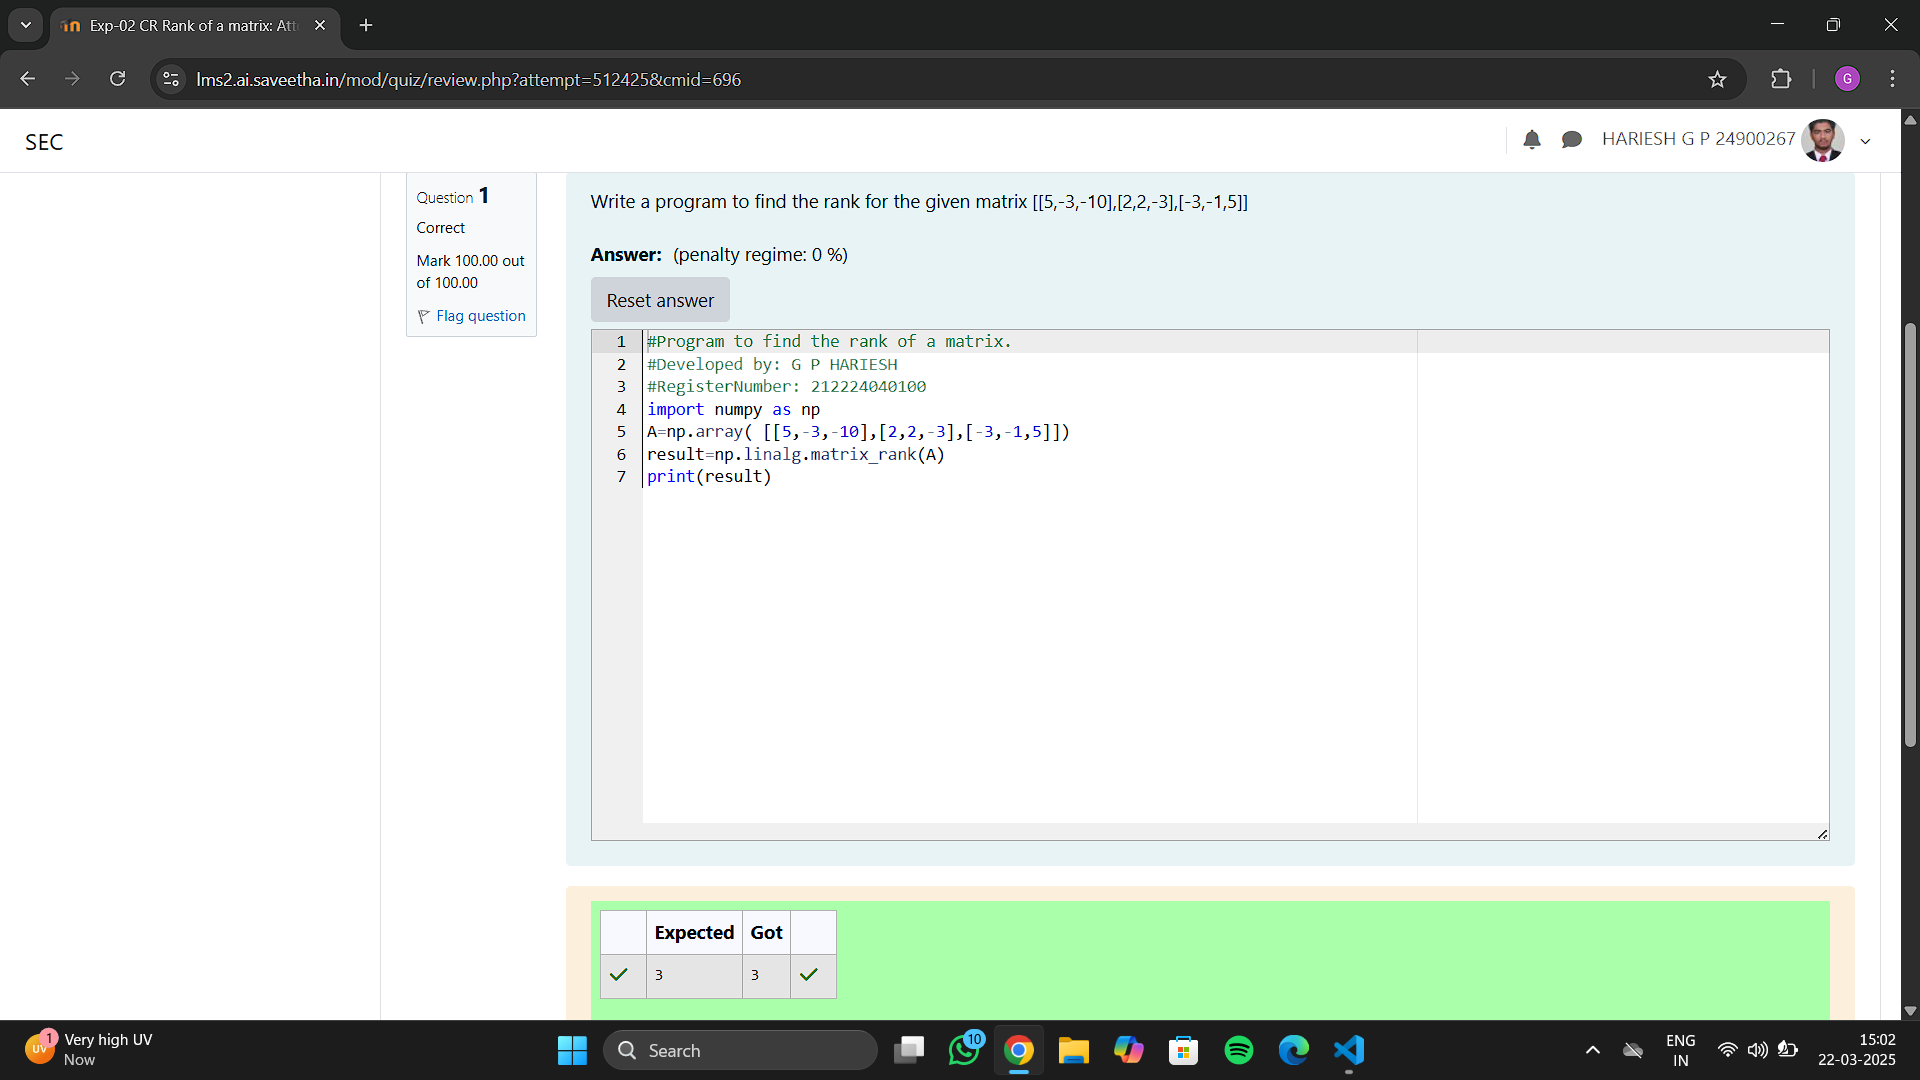 Exp-02 CR Rank of a matrix: Att
lms2.ai.saveetha.in/mod/quiz/review.php?attempt=512425&cmid=696
G
SEC
HARIESH G P 24900267
Question 1
Correct
Mark 100.00 out
of 100.00
Flag question
Write a program to find the rank for the given matrix [[5,-3,-10],[2,2,-3],[-3,-1,5]]
Answer: (penalty regime: 0 %)
Reset answer
1 #Program to find the rank of a matrix.
2 #Developed by: G P HARIESH
3 #RegisterNumber: 212224040100
4 import numpy as np
5 A=np.array( [[5,-3,-10],[2,2,-3],[-3,-1,5]])
6 result=np.linalg.matrix_rank(A)
7 print(result)
Expected Got
3 3
UV 1
Very high UV
Now
Search
10
ENG
IN
15:02
22-03-2025